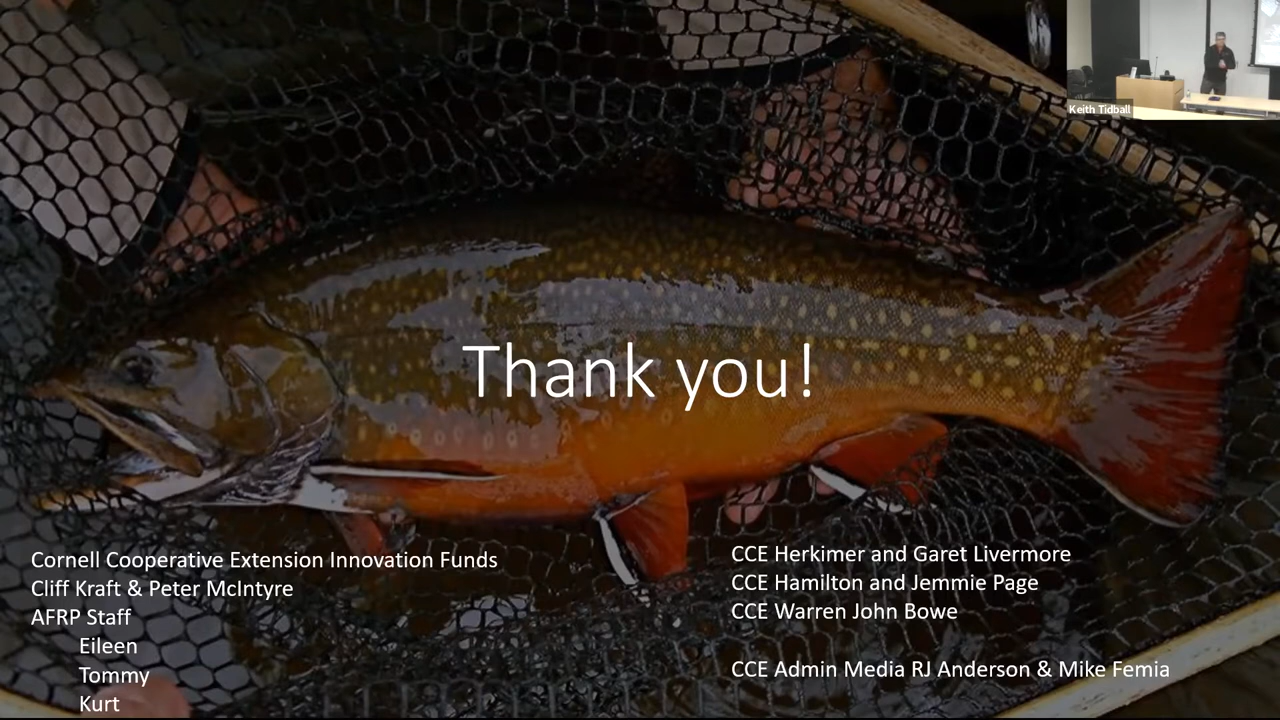 Keith Tidball
Thank you!
Cornell Cooperative Extension Innovation Funds
Cliff Kraft & Peter McIntyre
AFRP Staff
Eileen
Tommy
Kurt
CCE Herkimer and Garet Livermore
CCE Hamilton and Jemmie Page
CCE Warren John Bowe
CCE Admin Media RJ Anderson & Mike Femia